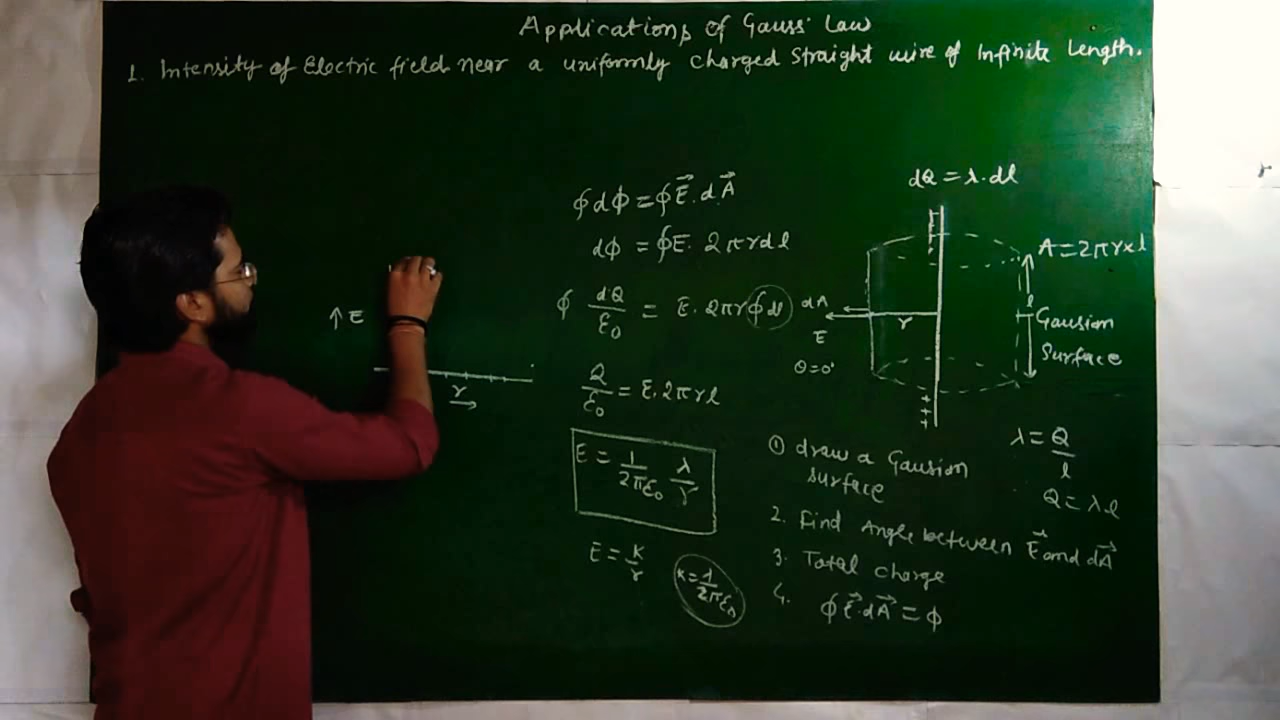 Applications of Gauss' Law
1. Intensity of Electric field near a uniformly charged straight wire of Infinite Length.
∮dϕ = ∮E⃗. dA⃗
dϕ = ∮E. 2πrdl
∮ dQ/ε₀ = E. 2πr∮dl
Q/ε₀ = E.2πrl
E = 1/2πε₀ λ/r
E = K/r
K = 1/2πε₀
↑ E
r →
dQ = λ.dl
A = 2πr×l
dA
E
θ=0°
r
l
Gausion
Surface
λ = Q/l
Q = λl
① draw a Gausion
surface
2. Find Angle between E⃗ and dA⃗
3. Total charge
4. ∮E⃗.dA⃗ = ϕ